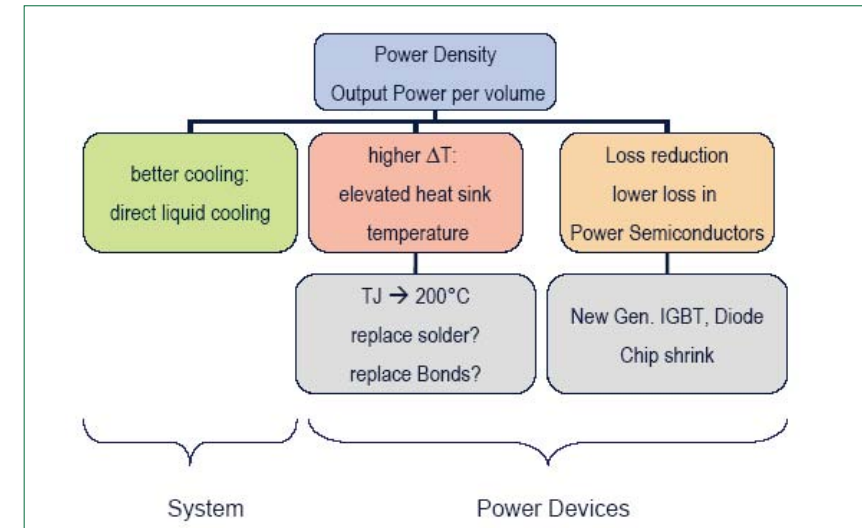 Power Density
Output Power per volume
better cooling:
direct liquid cooling
higher ΔT:
elevated heat sink
temperature
Loss reduction
lower loss in
Power Semiconductors
TJ → 200°C
replace solder?
replace Bonds?
New Gen. IGBT, Diode
Chip shrink
System
Power Devices